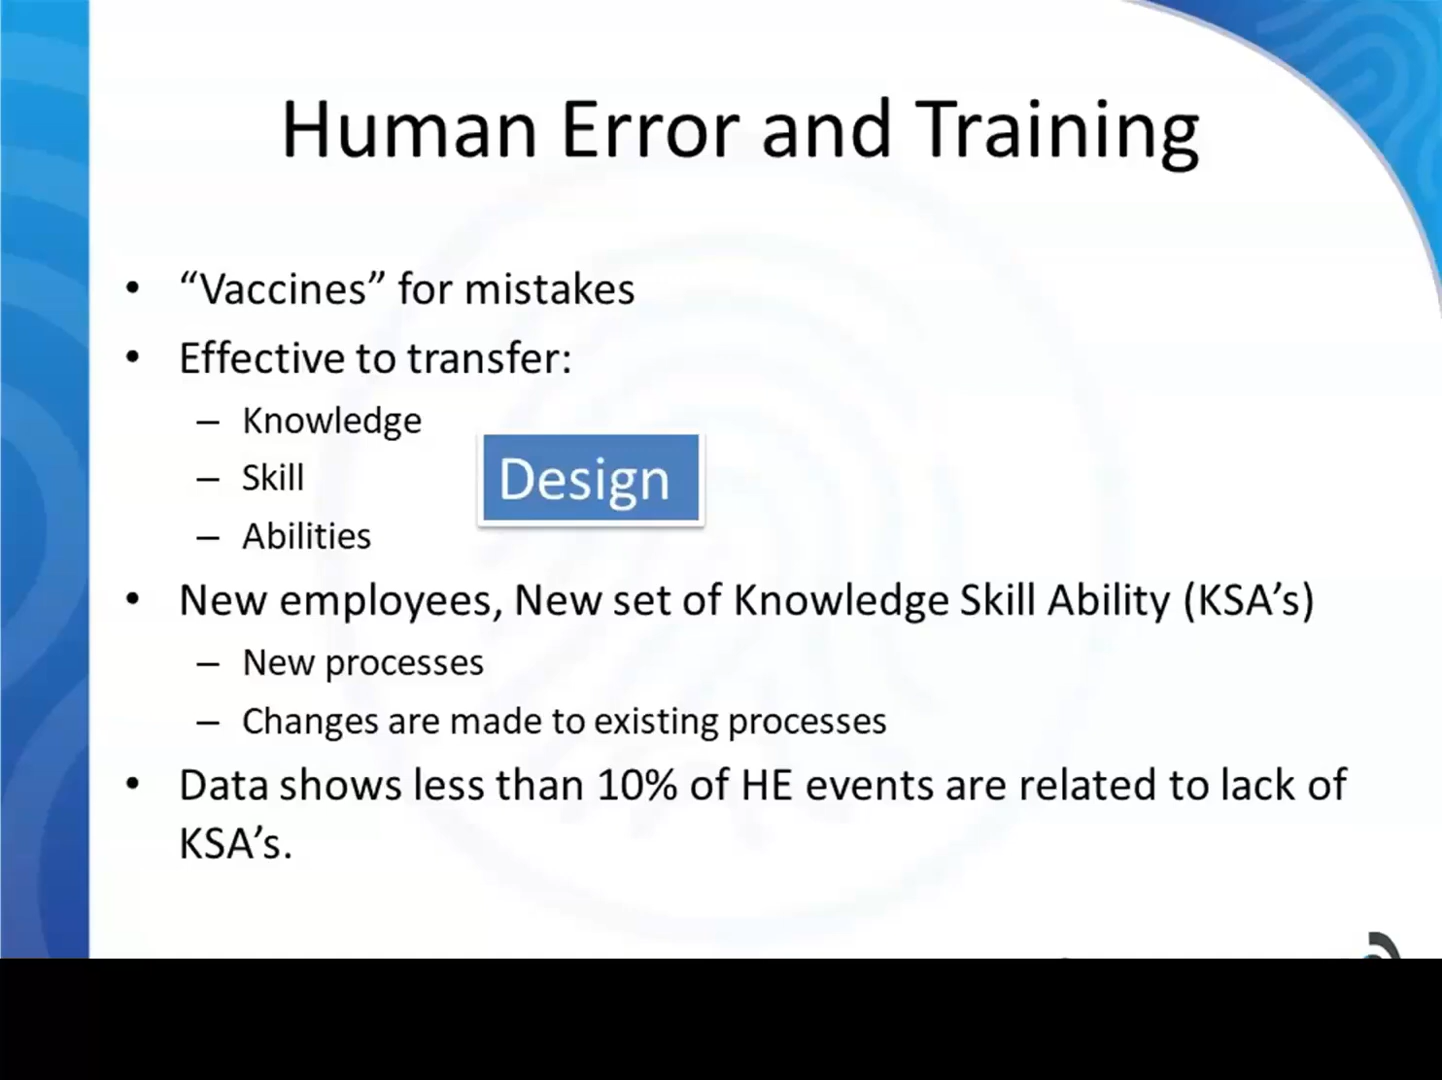 Human Error and Training
• “Vaccines” for mistakes
• Effective to transfer:
– Knowledge
– Skill
– Abilities
Design
• New employees, New set of Knowledge Skill Ability (KSA’s)
– New processes
– Changes are made to existing processes
• Data shows less than 10% of HE events are related to lack of
KSA’s.